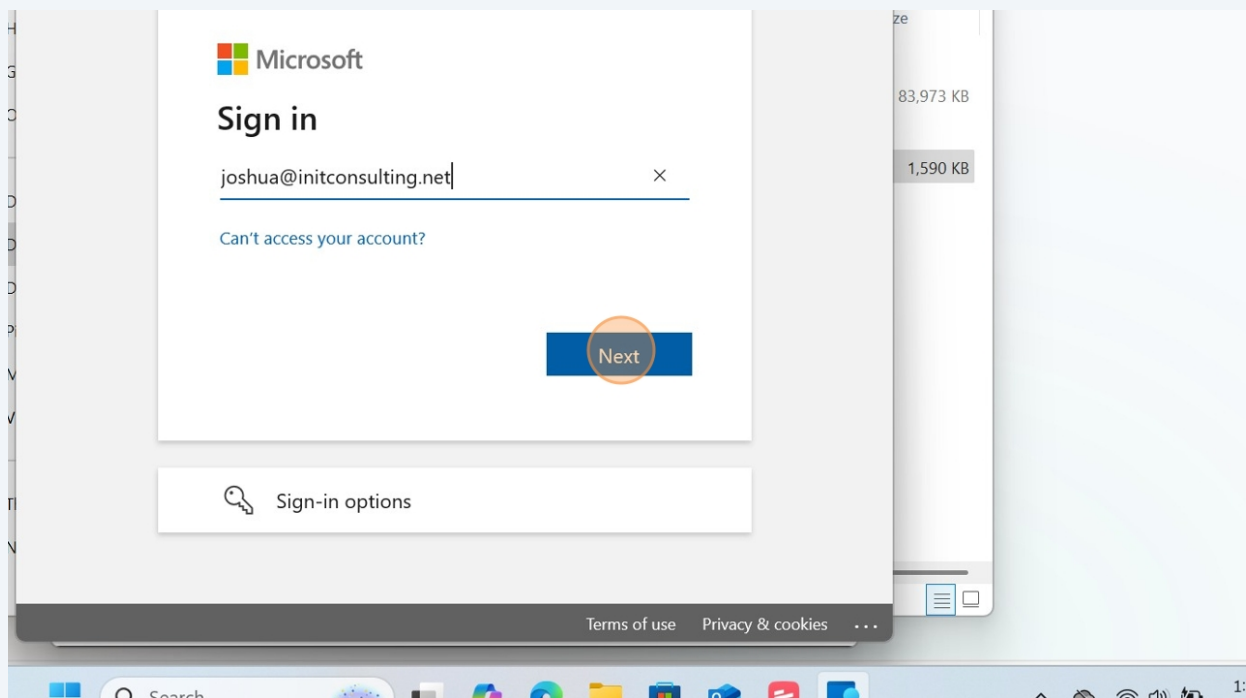 Microsoft
Sign in
joshua@initconsulting.net
Can't access your account?
Next
Sign-in options
Terms of use Privacy & cookies ...
ze
83,973 KB
1,590 KB
Search